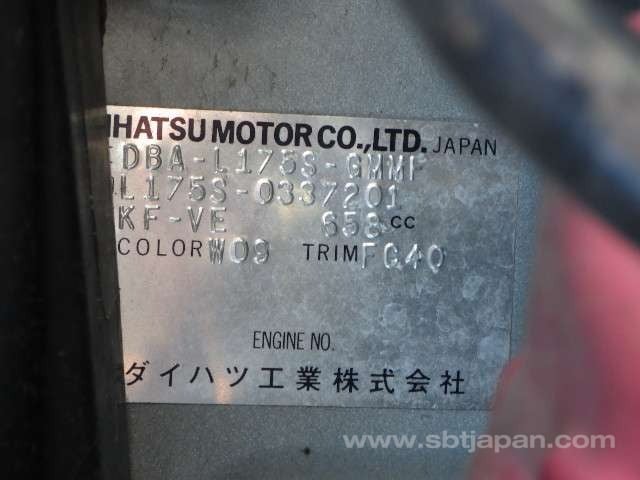 IHATSU MOTOR CO.,LTD. JAPAN
DBA-L175S-GMMF
L175S-0337201
KF-VE 658 cc
COLOR W09 TRIM FG40
ENGINE NO.
ダイハツ工業株式会社
www.sbtjapan.com